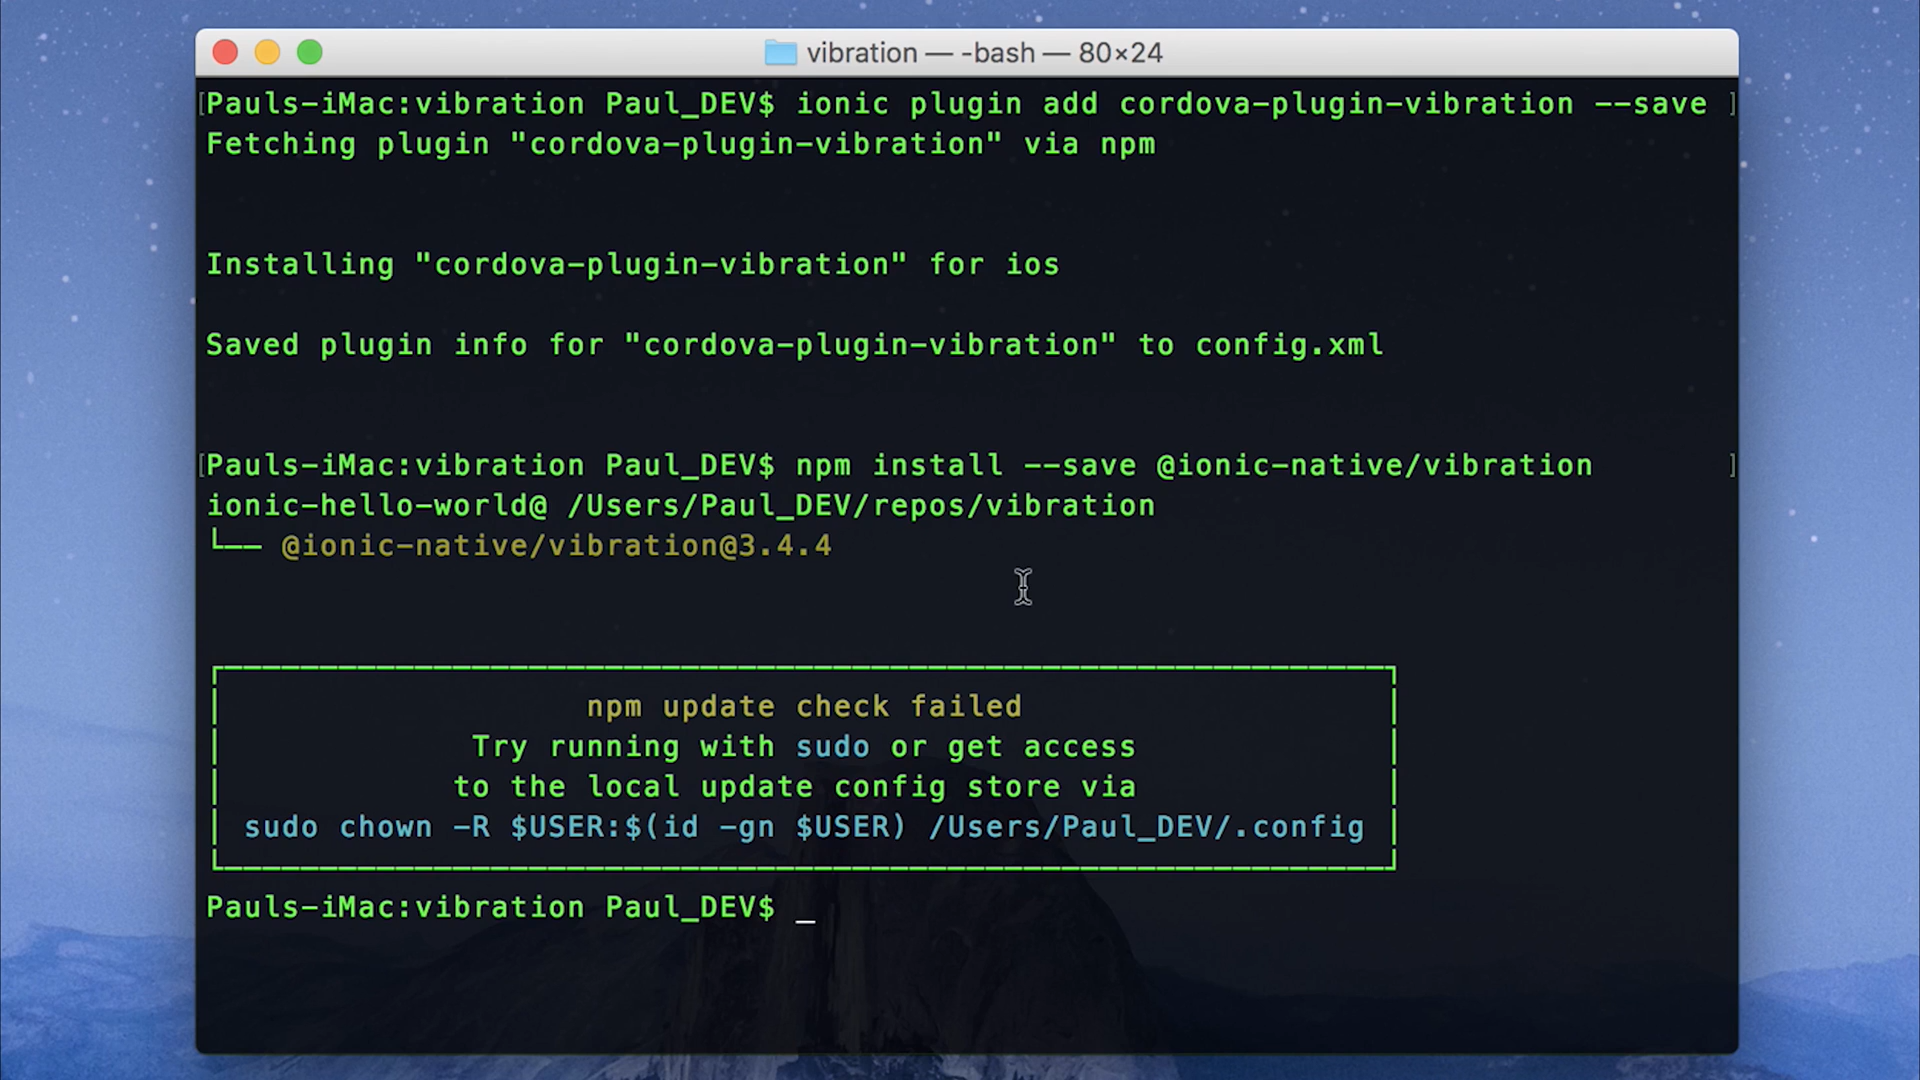 vibration — -bash — 80×24
[Pauls-iMac:vibration Paul_DEV$ ionic plugin add cordova-plugin-vibration --save ]
Fetching plugin "cordova-plugin-vibration" via npm
Installing "cordova-plugin-vibration" for ios
Saved plugin info for "cordova-plugin-vibration" to config.xml
[Pauls-iMac:vibration Paul_DEV$ npm install --save @ionic-native/vibration ]
ionic-hello-world@ /Users/Paul_DEV/repos/vibration
└── @ionic-native/vibration@3.4.4
npm update check failed
Try running with sudo or get access
to the local update config store via
sudo chown -R $USER:$(id -gn $USER) /Users/Paul_DEV/.config
Pauls-iMac:vibration Paul_DEV$ _